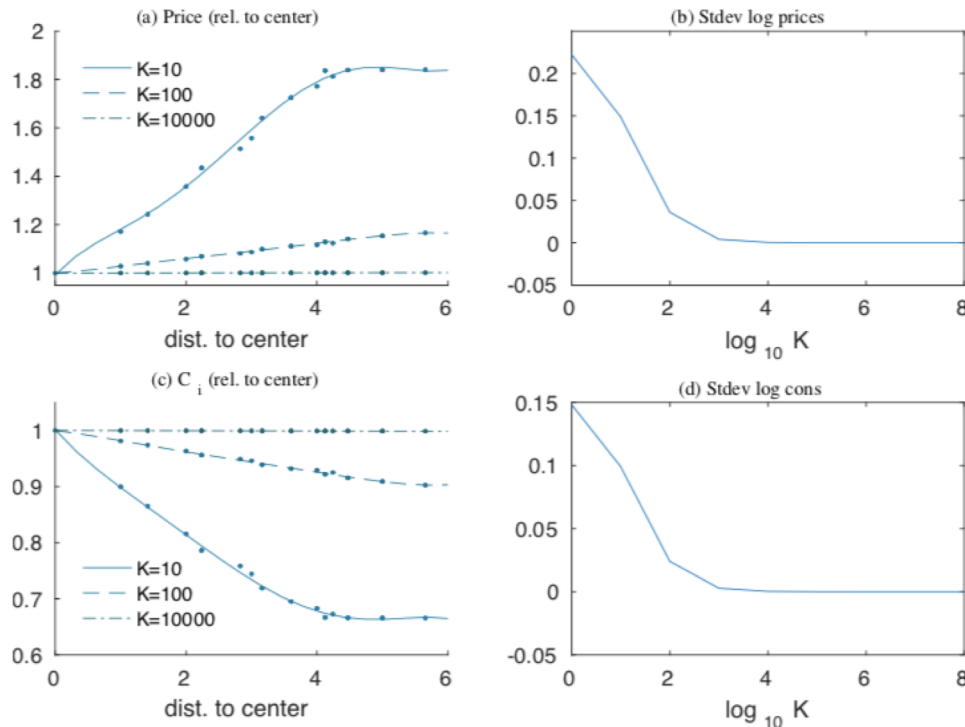 (a) Price (rel. to center)
2
1.8
1.6
1.4
1.2
1
K=10
K=100
K=10000
0 2 4 6
dist. to center
(b) Stdev log prices
0.2
0.15
0.1
0.05
0
-0.05
0 2 4 6 8
log 10 K
(c) C i (rel. to center)
1
0.9
0.8
0.7
0.6
K=10
K=100
K=10000
0 2 4 6
dist. to center
(d) Stdev log cons
0.15
0.1
0.05
0
-0.05
0 2 4 6 8
log 10 K